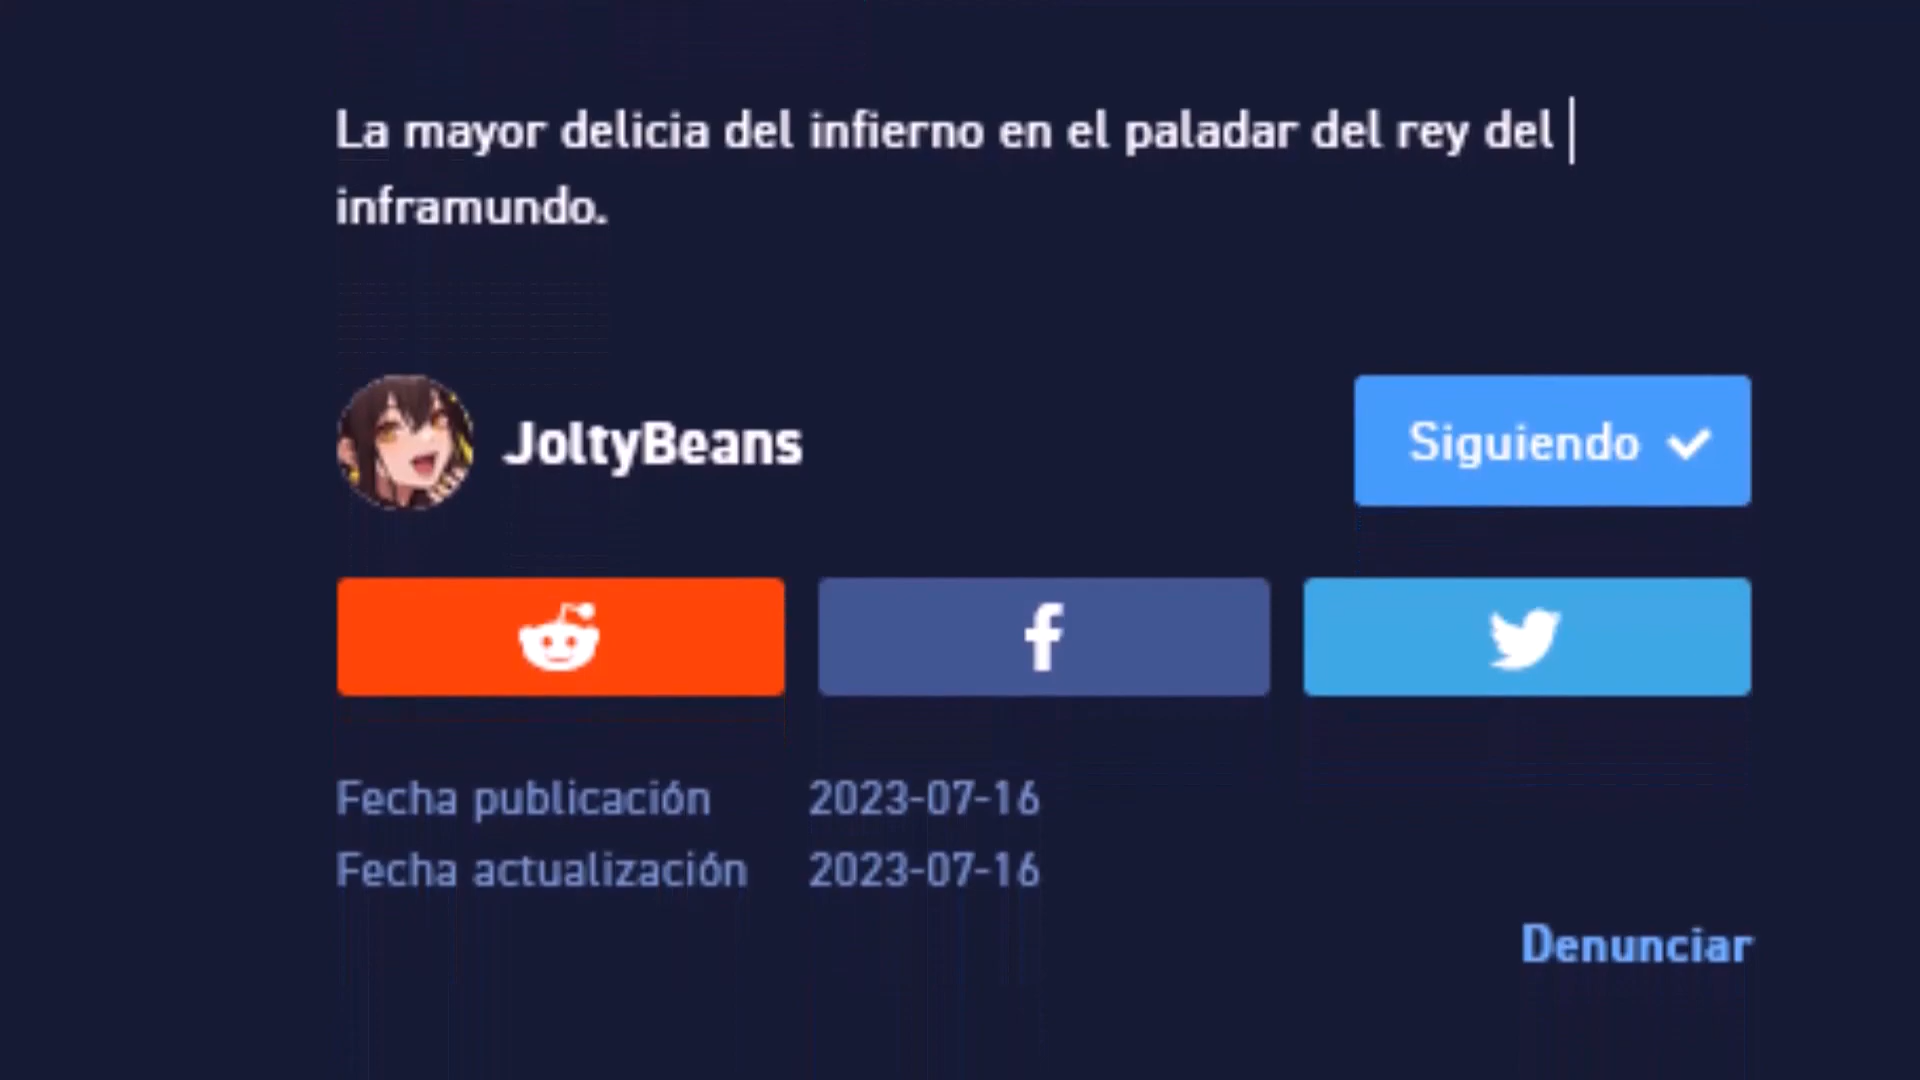 La mayor delicia del infierno en el paladar del rey del
inframundo.
JoltyBeans
Siguiendo
Fecha publicación 2023-07-16
Fecha actualización 2023-07-16
Denunciar